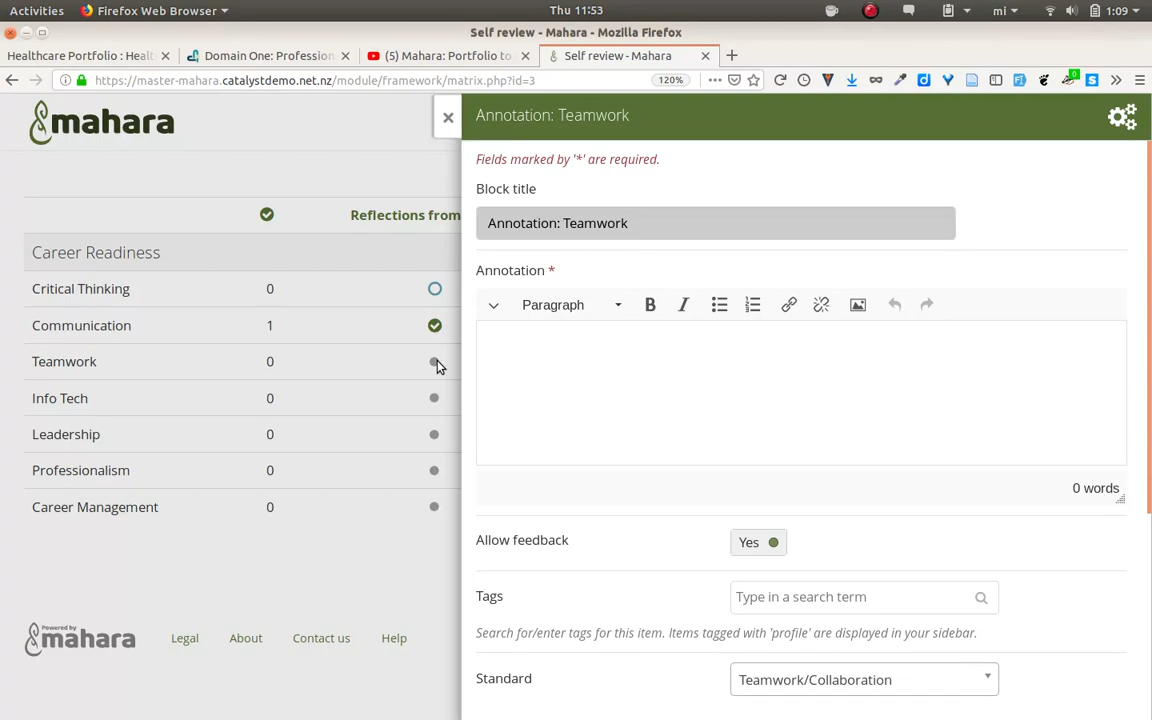 Activities Firefox Web Browser Thu 11:53 mi 1:09
Self review - Mahara - Mozilla Firefox
Healthcare Portfolio : Healt Domain One: Profession (5) Mahara: Portfolio to Self review - Mahara
https://master-mahara.catalystdemo.net.nz/module/framework/matrix.php?id=3 120%
mahara
Annotation: Teamwork
Fields marked by '*' are required.
Block title
Annotation: Teamwork
Reflections from
Career Readiness
Critical Thinking 0
Communication 1
Teamwork 0
Info Tech 0
Leadership 0
Professionalism 0
Career Management 0
Annotation *
Paragraph B I
0 words
Allow feedback Yes
Tags Type in a search term
Search for/enter tags for this item. Items tagged with 'profile' are displayed in your sidebar.
Standard Teamwork/Collaboration
Powered by
mahara Legal About Contact us Help